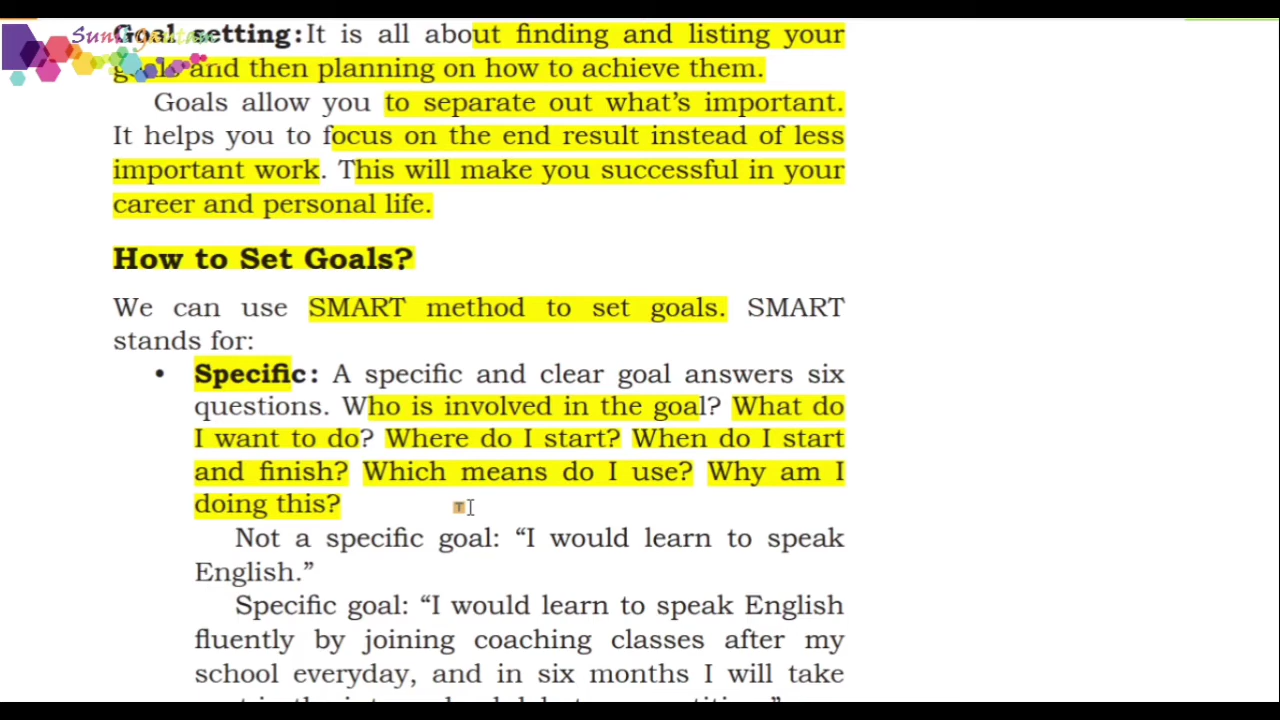 Sunil Gautam
Goal setting: It is all about finding and listing your
goals and then planning on how to achieve them.
Goals allow you to separate out what’s important.
It helps you to focus on the end result instead of less
important work. This will make you successful in your
career and personal life.
How to Set Goals?
We can use SMART method to set goals. SMART
stands for:
• Specific: A specific and clear goal answers six
questions. Who is involved in the goal? What do
I want to do? Where do I start? When do I start
and finish? Which means do I use? Why am I
doing this?
Not a specific goal: “I would learn to speak
English.”
Specific goal: “I would learn to speak English
fluently by joining coaching classes after my
school everyday, and in six months I will take